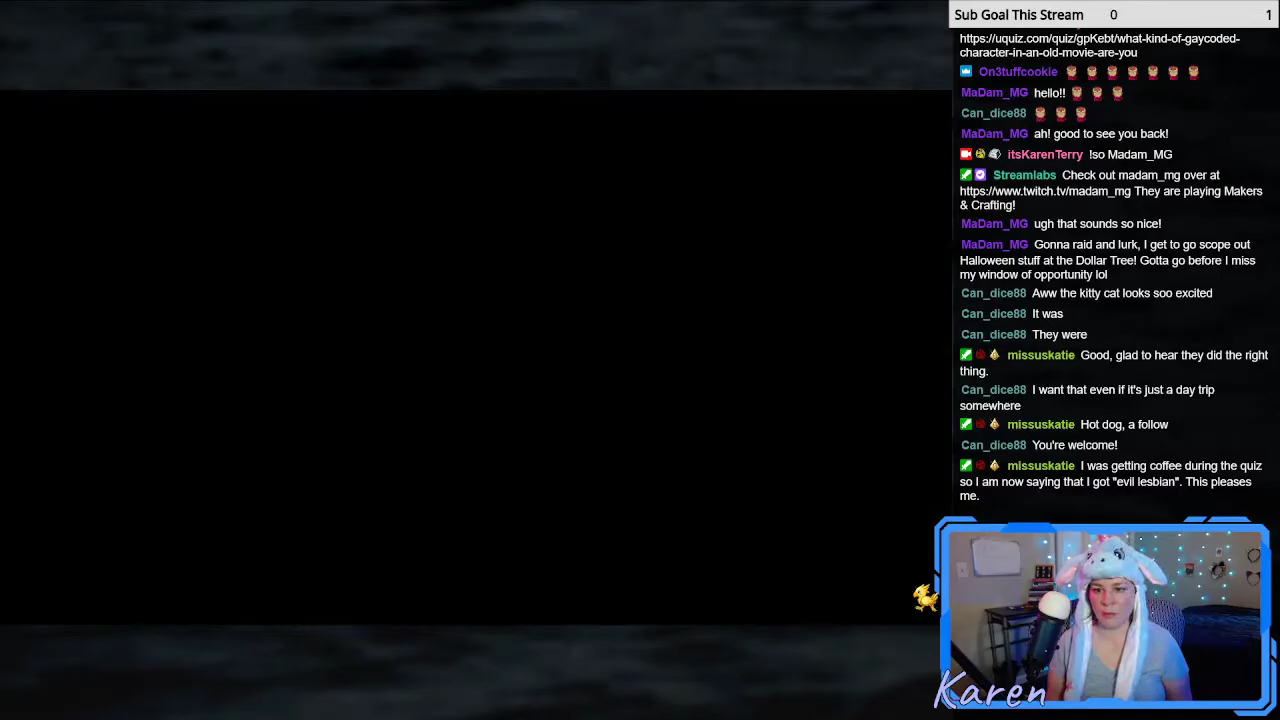 Sub Goal This Stream 0 1
https://uquiz.com/quiz/gpKebt/what-kind-of-gaycoded-
character-in-an-old-movie-are-you
On3tuffcookie
MaDam_MG hello!!
Can_dice88
MaDam_MG ah! good to see you back!
itsKarenTerry !so Madam_MG
Streamlabs Check out madam_mg over at
https://www.twitch.tv/madam_mg They are playing Makers
& Crafting!
MaDam_MG ugh that sounds so nice!
MaDam_MG Gonna raid and lurk, I get to go scope out
Halloween stuff at the Dollar Tree! Gotta go before I miss
my window of opportunity lol
Can_dice88 Aww the kitty cat looks soo excited
Can_dice88 It was
Can_dice88 They were
missuskatie Good, glad to hear they did the right
thing.
Can_dice88 I want that even if it's just a day trip
somewhere
missuskatie Hot dog, a follow
Can_dice88 You're welcome!
missuskatie I was getting coffee during the quiz
so I am now saying that I got "evil lesbian". This pleases
me.
Karen